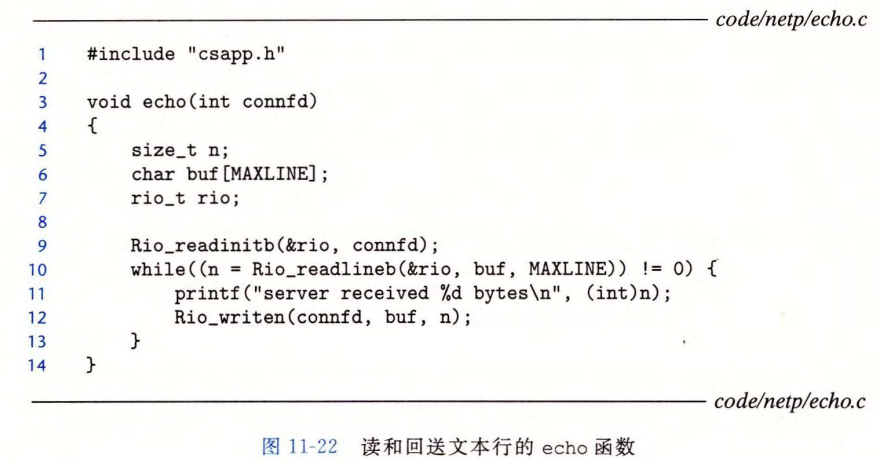 code/netp/echo.c
1 #include "csapp.h"
2
3 void echo(int connfd)
4 {
5     size_t n;
6     char buf[MAXLINE];
7     rio_t rio;
8
9     Rio_readinitb(&rio, connfd);
10     while((n = Rio_readlineb(&rio, buf, MAXLINE)) != 0) {
11         printf("server received %d bytes\n", (int)n);
12         Rio_writen(connfd, buf, n);
13     }
14 }
code/netp/echo.c
图 11-22 读和回送文本行的 echo 函数